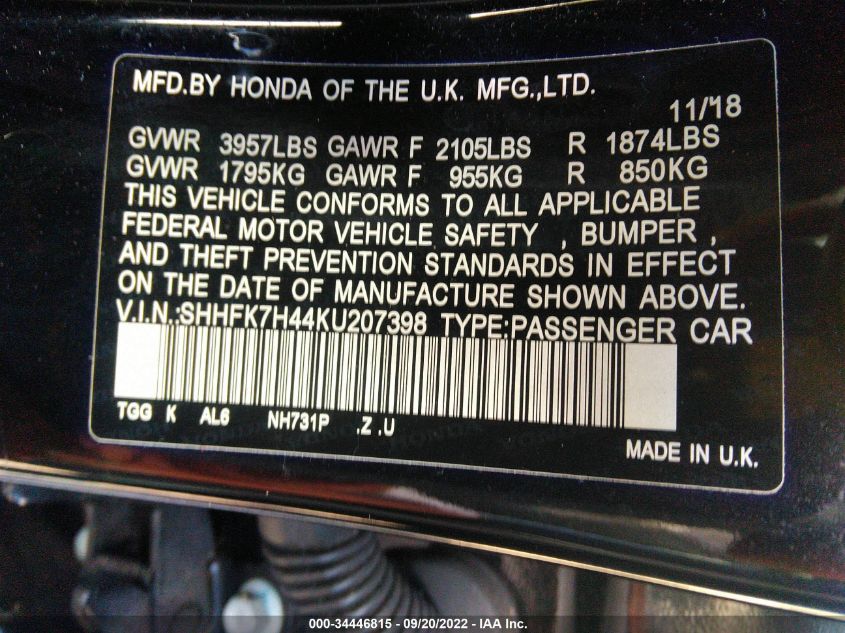 MFD.BY HONDA OF THE U.K. MFG.,LTD.
11/18
GVWR 3957LBS GAWR F 2105LBS R 1874LBS
GVWR 1795KG GAWR F 955KG R 850KG
THIS VEHICLE CONFORMS TO ALL APPLICABLE
FEDERAL MOTOR VEHICLE SAFETY , BUMPER ,
AND THEFT PREVENTION STANDARDS IN EFFECT
ON THE DATE OF MANUFACTURE SHOWN ABOVE.
V.I.N.:SHHFK7H44KU207398 TYPE:PASSENGER CAR
TGG K AL6 NH731P .Z .U
MADE IN U.K.
000-34446815 / 09/20/2022 - IAA Inc.